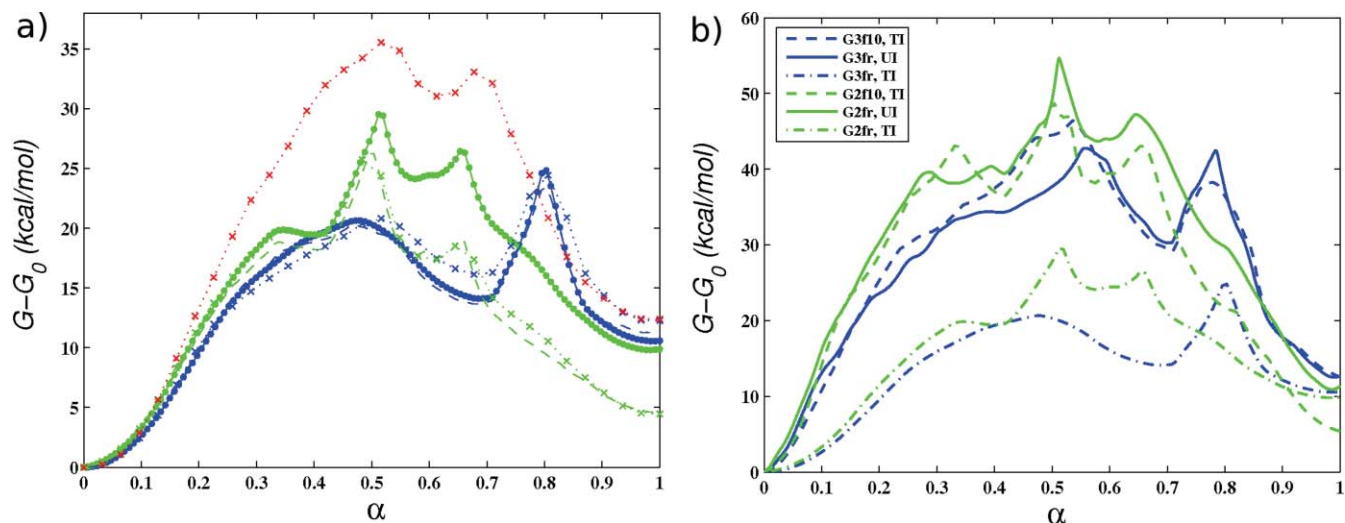 a)
G−G0 (kcal/mol)
35
30
25
20
15
10
5
0
0 0.1 0.2 0.3 0.4 0.5 0.6 0.7 0.8 0.9 1
α
b)
G−G0 (kcal/mol)
60
50
40
30
20
10
0
G3f10, TI
G3fr, UI
G3fr, TI
G2f10, TI
G2fr, UI
G2fr, TI
0 0.1 0.2 0.3 0.4 0.5 0.6 0.7 0.8 0.9 1
α